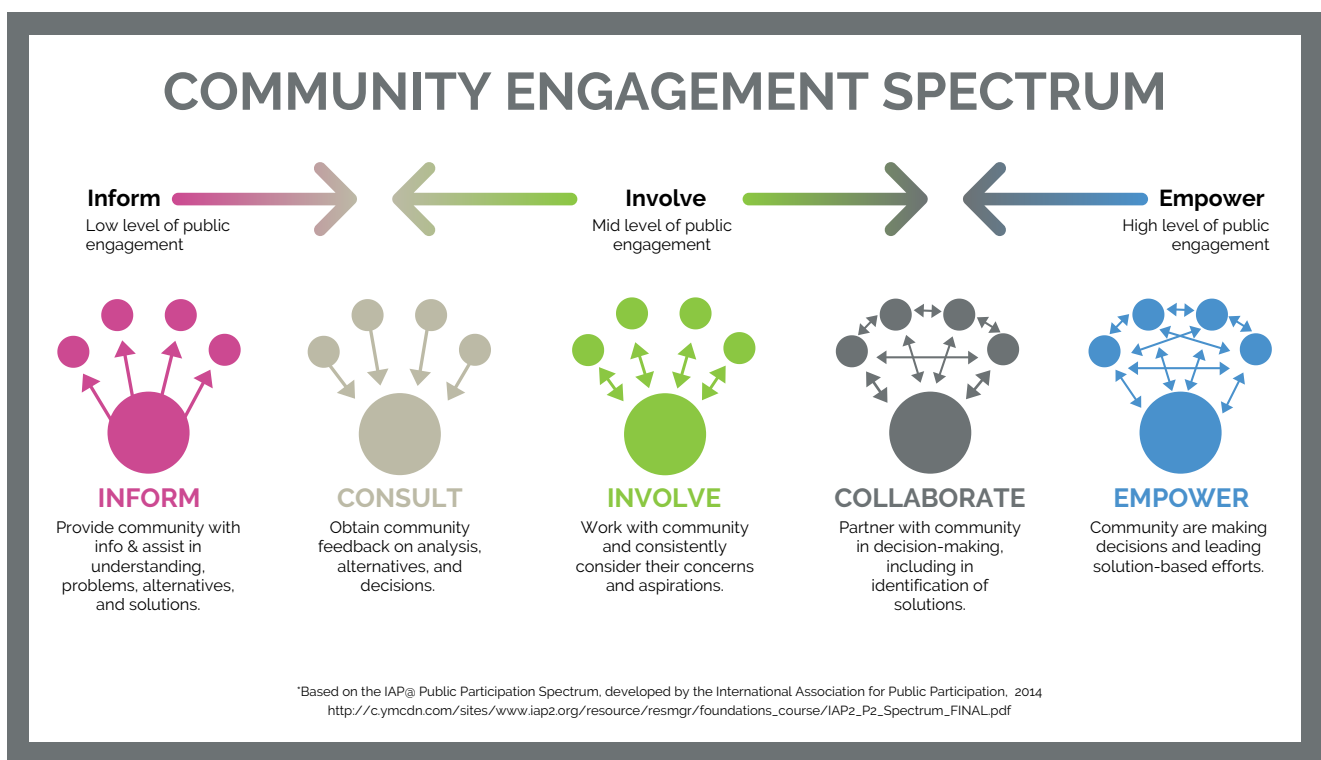 COMMUNITY ENGAGEMENT SPECTRUM
Inform
Low level of public
engagement
Involve
Mid level of public
engagement
Empower
High level of public
engagement
INFORM
Provide community with
info & assist in
understanding,
problems, alternatives,
and solutions.
CONSULT
Obtain community
feedback on analysis,
alternatives, and
decisions.
INVOLVE
Work with community
and consistently
consider their concerns
and aspirations.
COLLABORATE
Partner with community
in decision-making,
including in
identification of
solutions.
EMPOWER
Community are making
decisions and leading
solution-based efforts.
*Based on the IAP@ Public Participation Spectrum, developed by the International Association for Public Participation, 2014
http://c.ymcdn.com/sites/www.iap2.org/resource/resmgr/foundations_course/IAP2_P2_Spectrum_FINAL.pdf